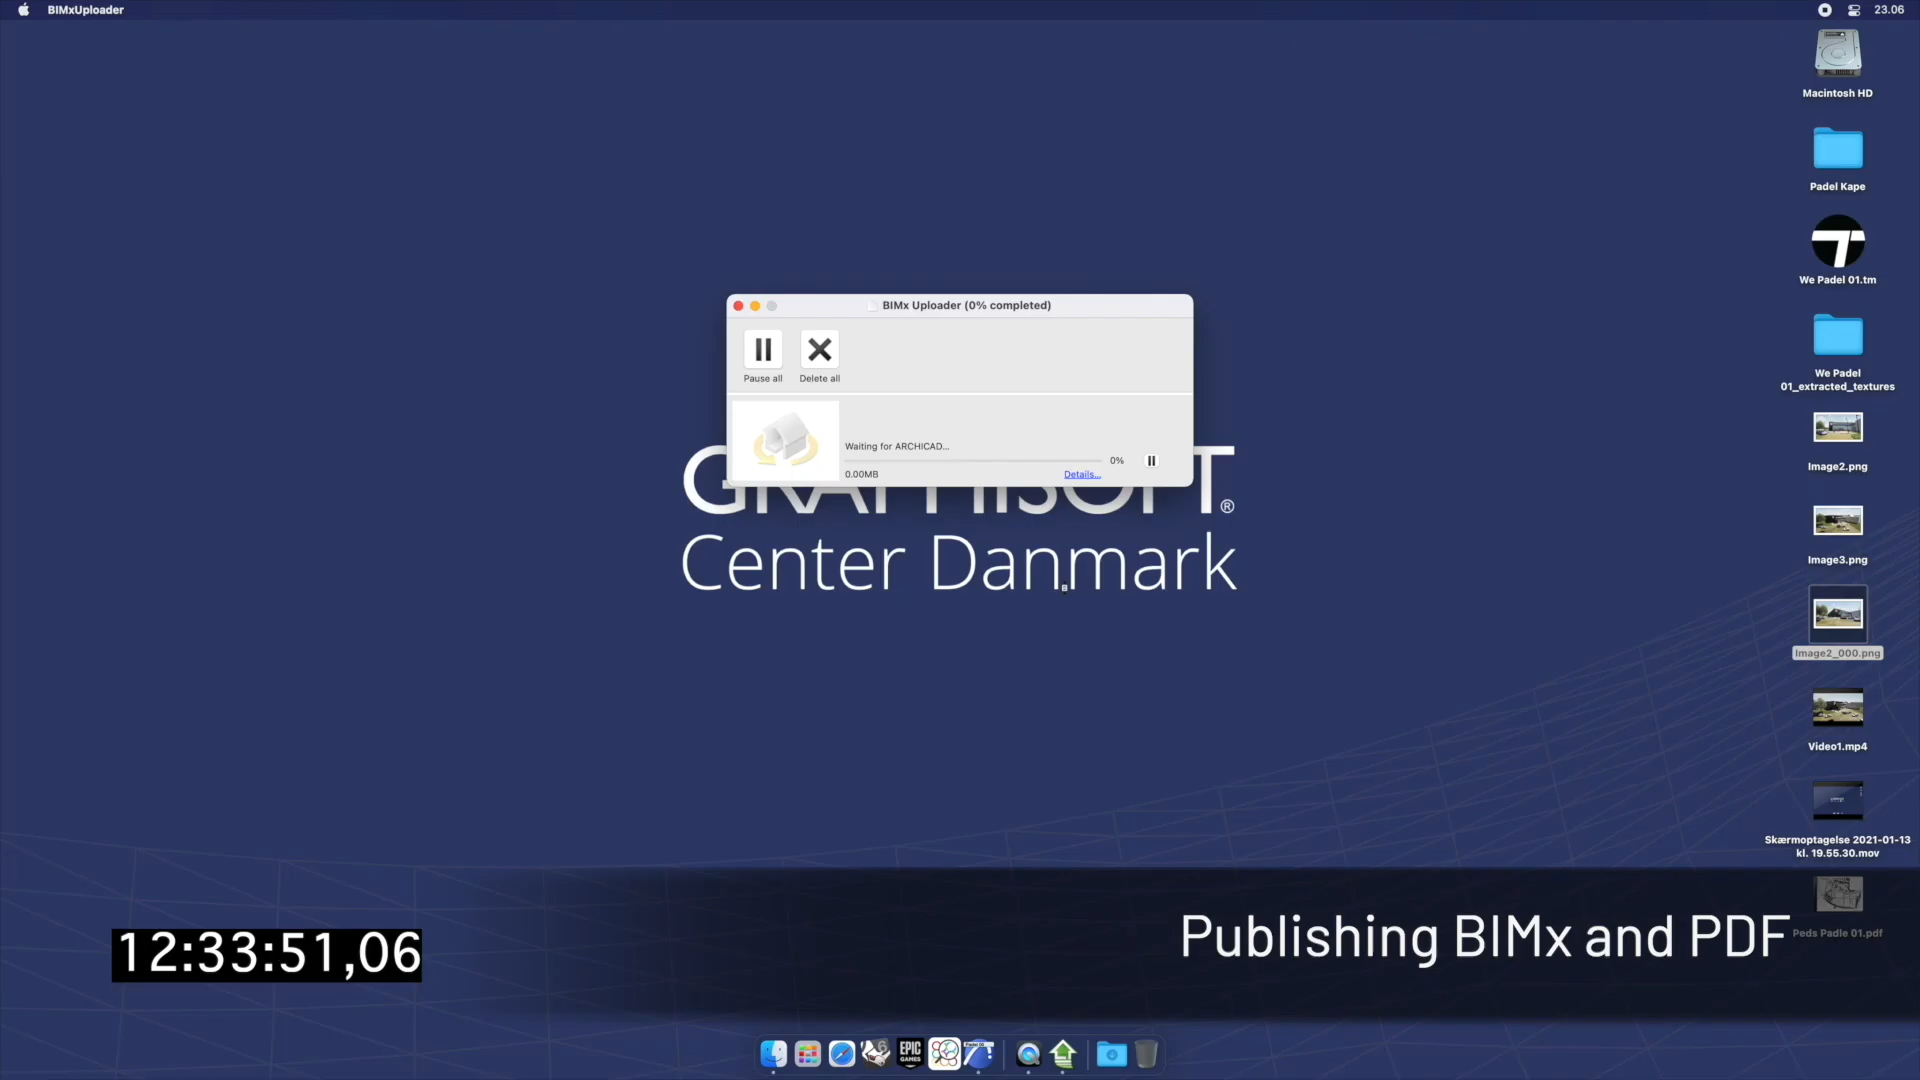 BIMxUploader
23.06
Macintosh HD
Padel Kape
We Padel 01.tm
BIMx Uploader (0% completed)
Pause all
Delete all
Waiting for ARCHICAD...
0%
0.00MB
Details...
GRAPHISOFT®
Center Danmark
We Padel
01_extracted_textures
Image2.png
Image3.png
Image2_000.png
Video1.mp4
Skærmoptagelse 2021-01-13
kl. 19.55.30.mov
Peds Padle 01.pdf
12:33:51,06
Publishing BIMx and PDF
EPIC
GAMES